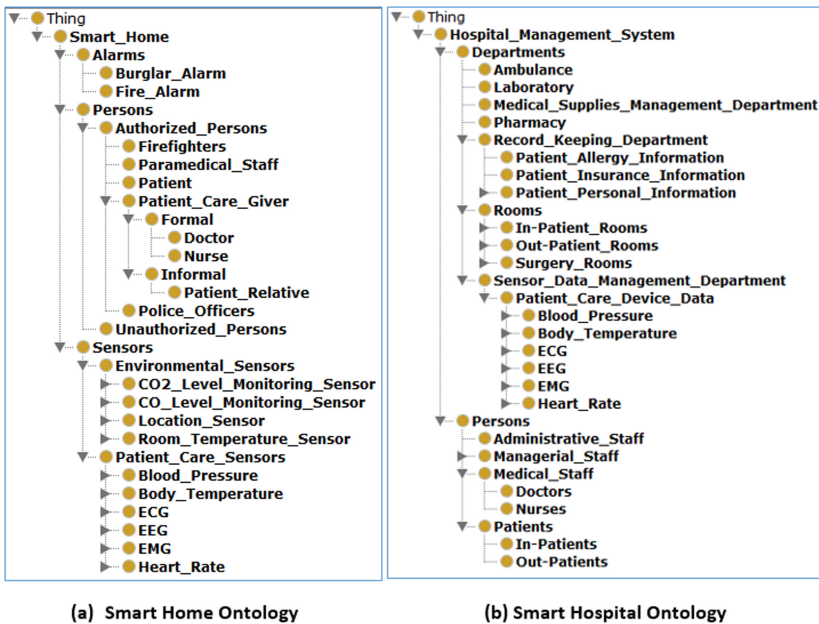 Thing
Smart_Home
Alarms
Burglar_Alarm
Fire_Alarm
Persons
Authorized_Persons
Firefighters
Paramedical_Staff
Patient
Patient_Care_Giver
Formal
Doctor
Nurse
Informal
Patient_Relative
Police_Officers
Unauthorized_Persons
Sensors
Environmental_Sensors
CO2_Level_Monitoring_Sensor
CO_Level_Monitoring_Sensor
Location_Sensor
Room_Temperature_Sensor
Patient_Care_Sensors
Blood_Pressure
Body_Temperature
ECG
EEG
EMG
Heart_Rate
(a) Smart Home Ontology
Thing
Hospital_Management_System
Departments
Ambulance
Laboratory
Medical_Supplies_Management_Department
Pharmacy
Record_Keeping_Department
Patient_Allergy_Information
Patient_Insurance_Information
Patient_Personal_Information
Rooms
In-Patient_Rooms
Out-Patient_Rooms
Surgery_Rooms
Sensor_Data_Management_Department
Patient_Care_Device_Data
Blood_Pressure
Body_Temperature
ECG
EEG
EMG
Heart_Rate
Persons
Administrative_Staff
Managerial_Staff
Medical_Staff
Doctors
Nurses
Patients
In-Patients
Out-Patients
(b) Smart Hospital Ontology